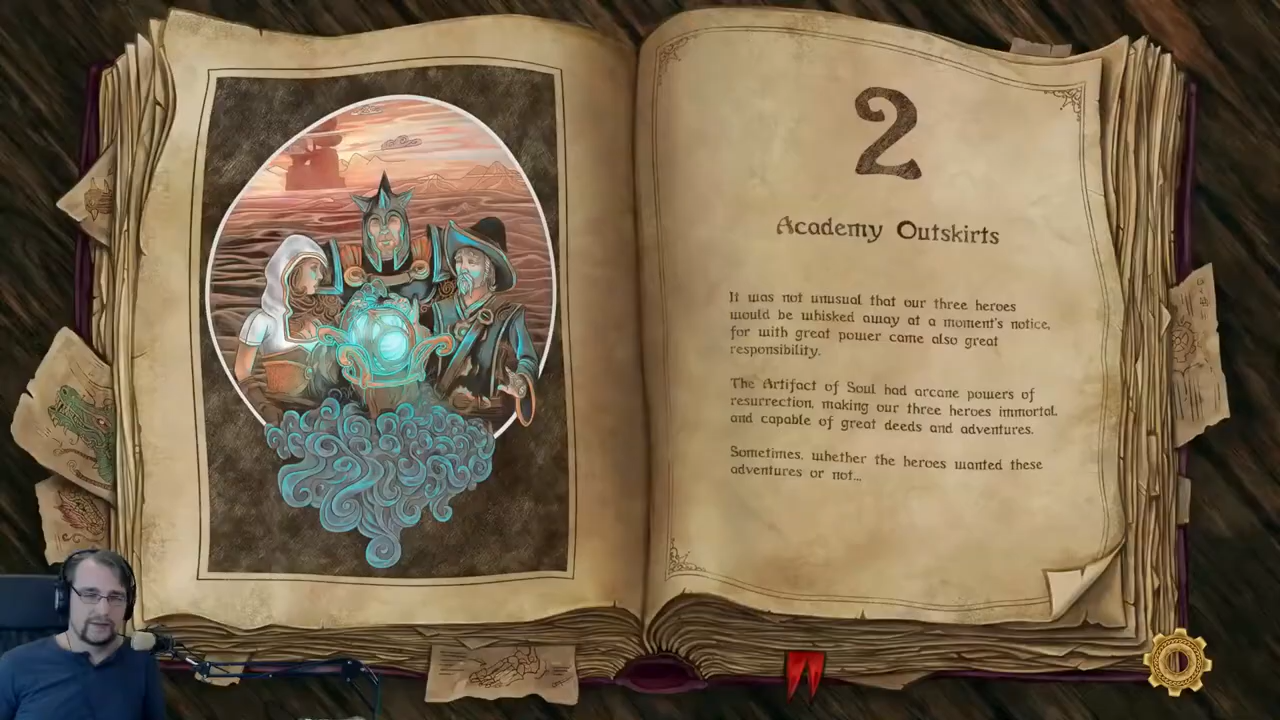 2
Academy Outskirts
It was not unusual that our three heroes
would be whisked away at a moment's notice,
for with great power came also great
responsibility.
The Artifact of Soul had arcane powers of
resurrection, making our three heroes immortal,
and capable of great deeds and adventures.
Sometimes, whether the heroes wanted these
adventures or not...